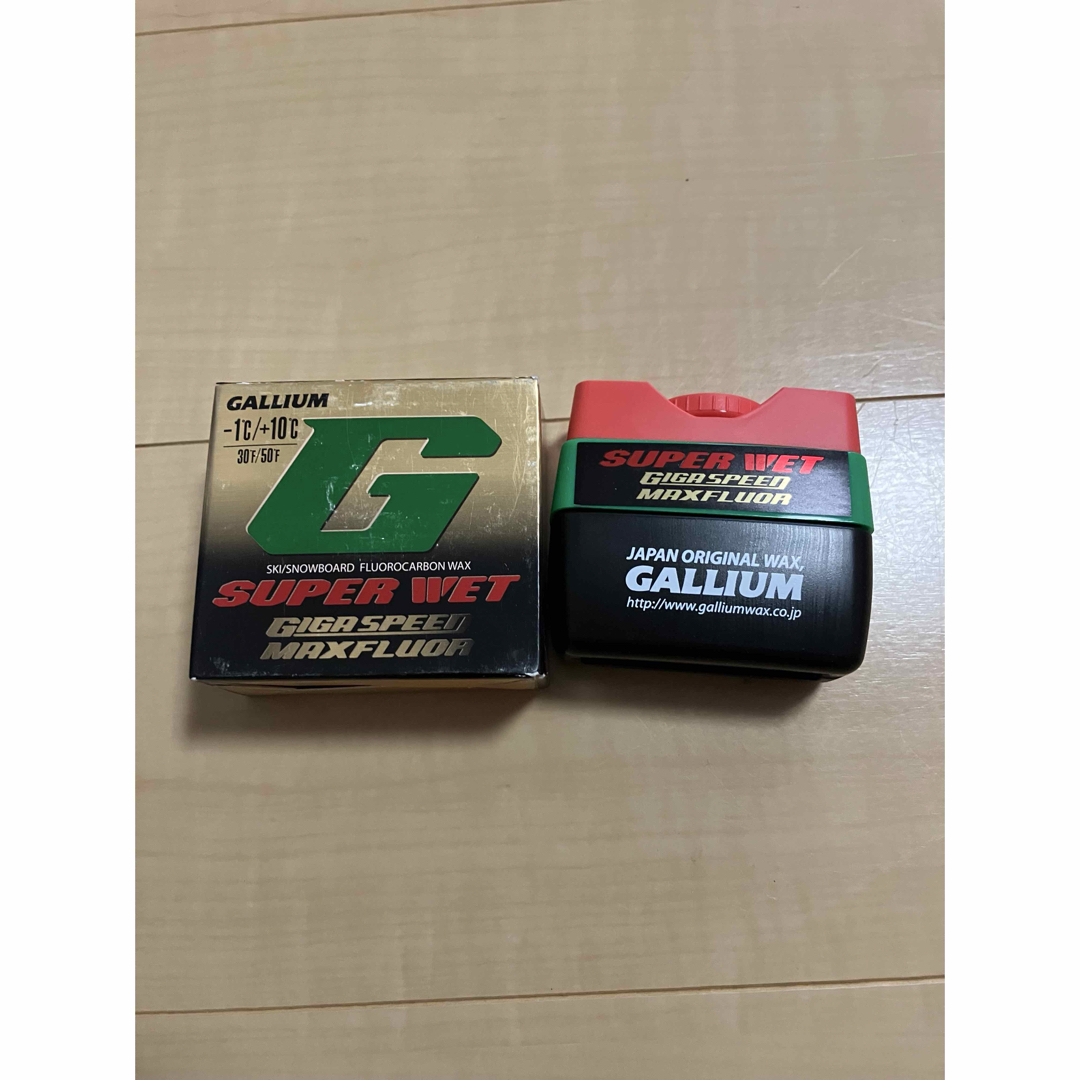 GALLIUM
-1℃/+10℃
30℉/50℉
G
SKI/SNOWBOARD FLUOROCARBON WAX
SUPER WET
GIGA SPEED
MAXFLUOR
SUPER WET
GIGA SPEED
MAXFLUOR
JAPAN ORIGINAL WAX,
GALLIUM
http://www.galliumwax.co.jp